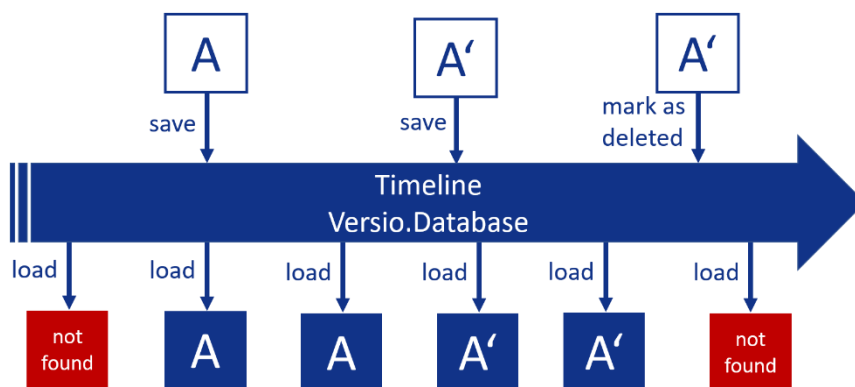 A
A‘
A‘
save
save
mark as
deleted
Timeline
Versio.Database
load
load
load
load
load
load
not
found
A
A
A‘
A‘
not
found